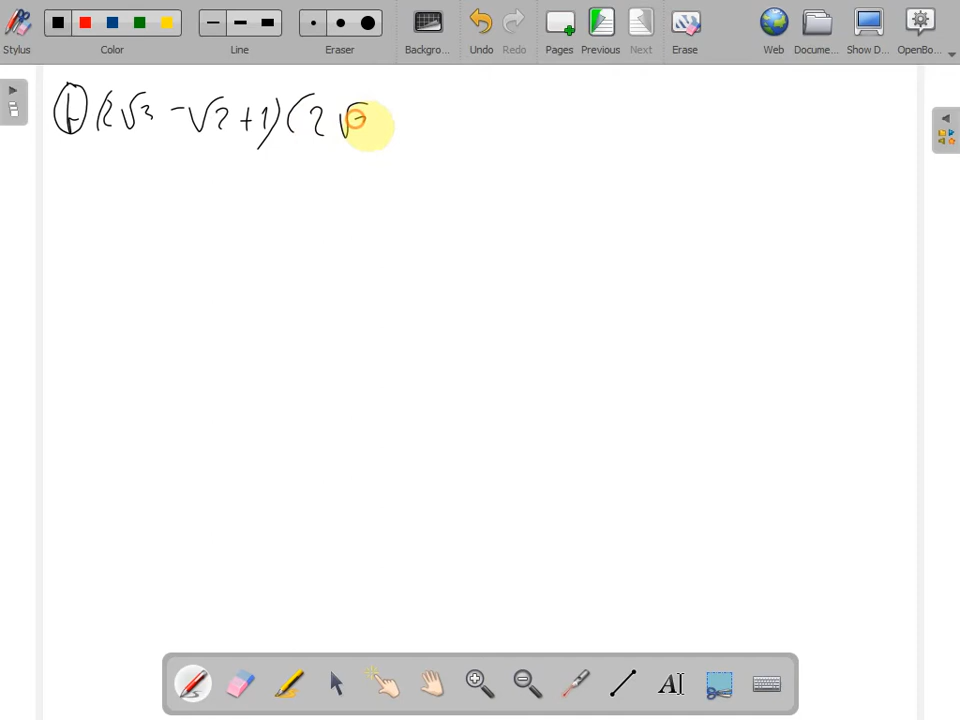 Stylus Color Line Eraser Backgro... Undo Redo Pages Previous Next Erase Web Docume... Show D... OpenBo...
(2√3 -√2 +1)(2√
A